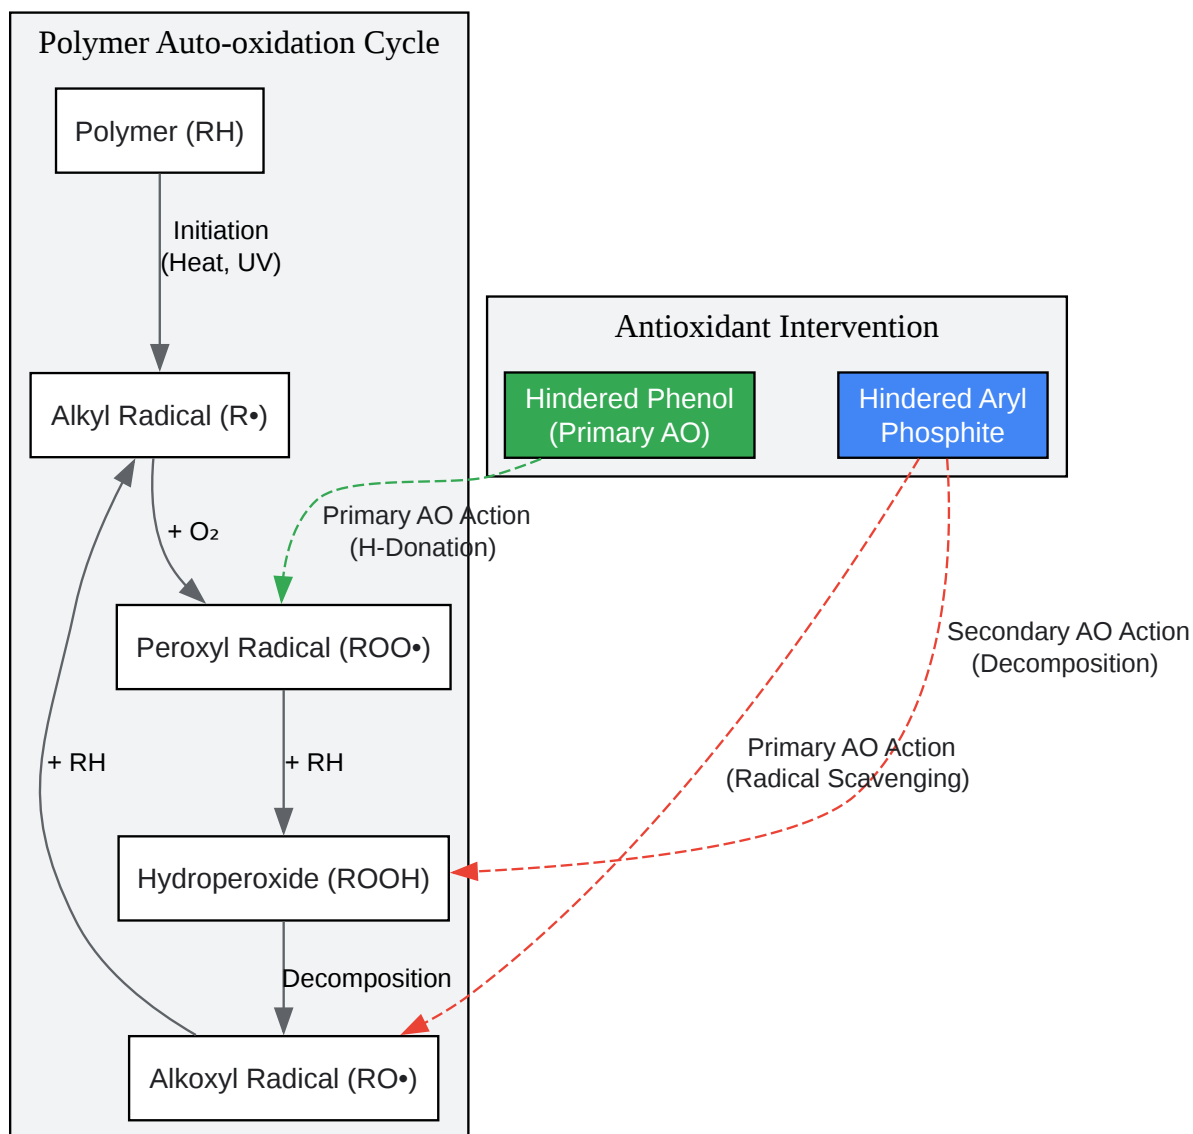 Polymer Auto-oxidation Cycle
Polymer (RH)
Initiation
(Heat, UV)
Alkyl Radical (R•)
+ O₂
Peroxyl Radical (ROO•)
+ RH
+ RH
Hydroperoxide (ROOH)
Decomposition
Alkoxyl Radical (RO•)
Antioxidant Intervention
Hindered Phenol
(Primary AO)
Hindered Aryl
Phosphite
Primary AO Action
(H-Donation)
Secondary AO Action
(Decomposition)
Primary AO Action
(Radical Scavenging)